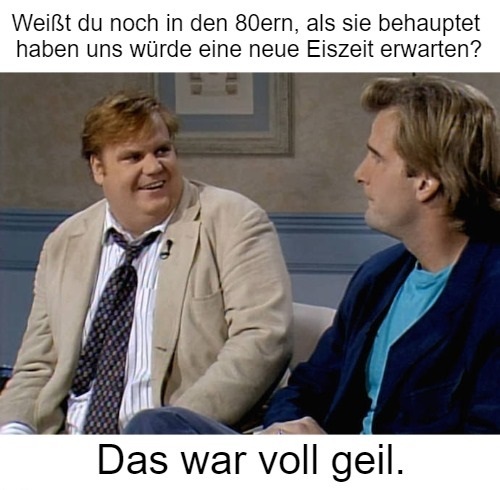 Weißt du noch in den 80ern, als sie behauptet
haben uns würde eine neue Eiszeit erwarten?
Das war voll geil.